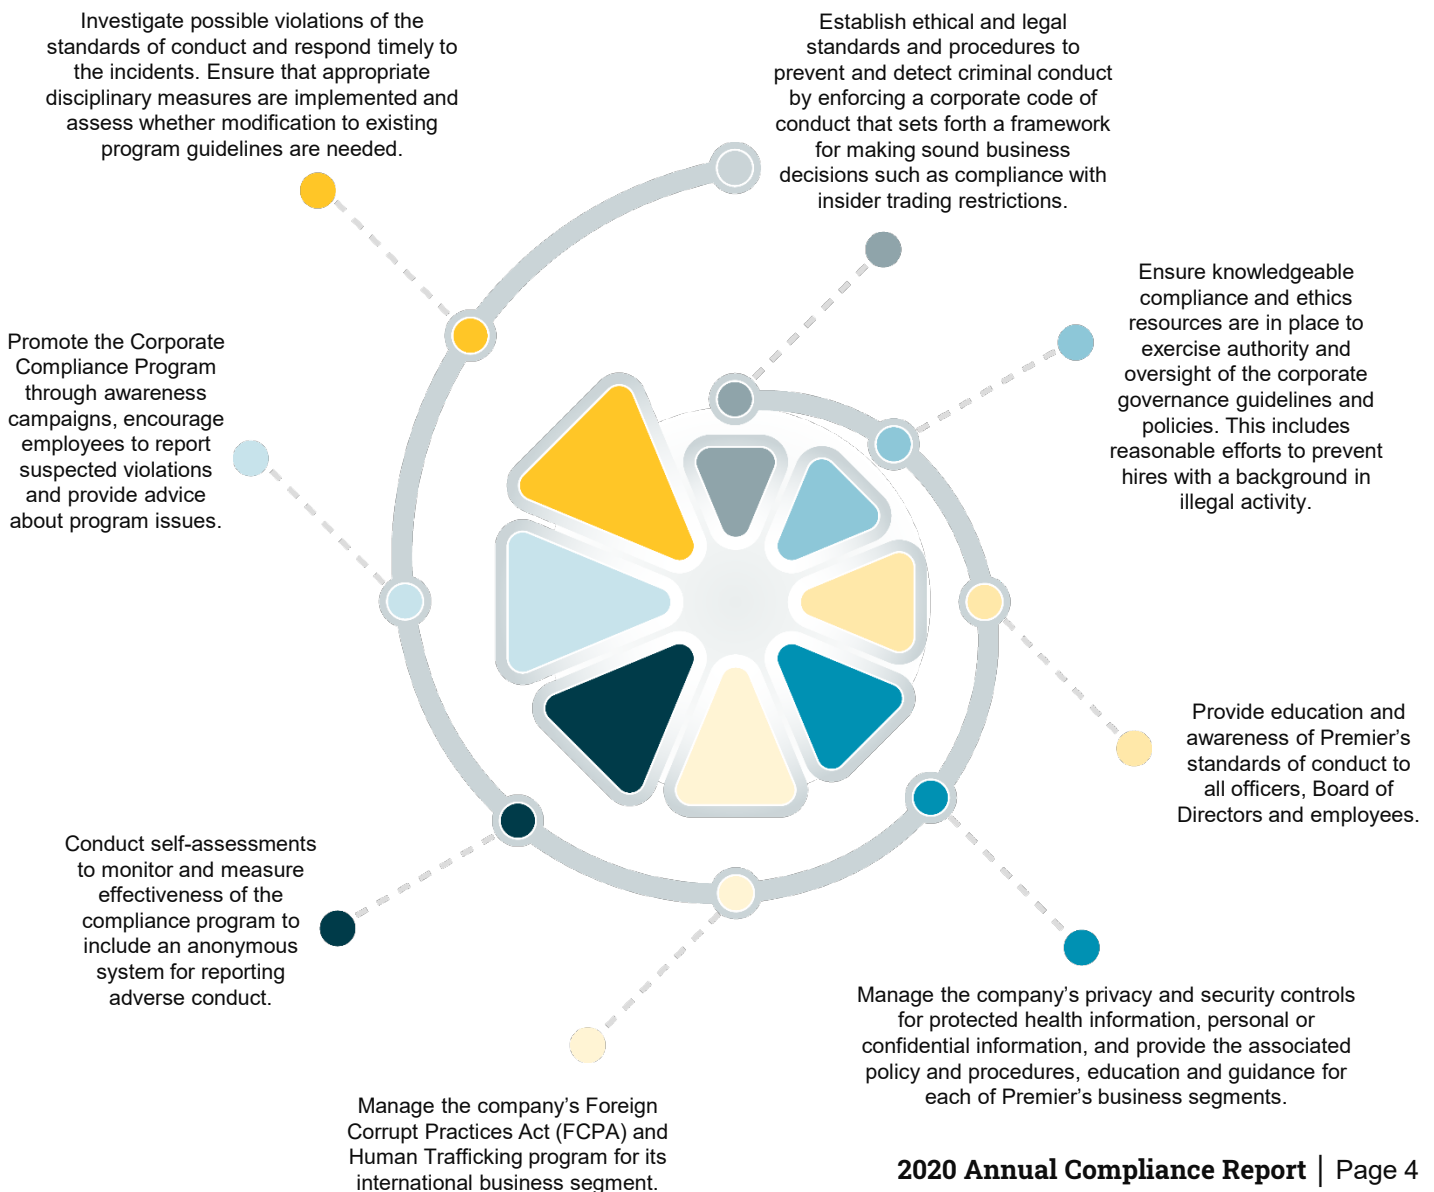 Investigate possible violations of the
standards of conduct and respond timely to
the incidents. Ensure that appropriate
disciplinary measures are implemented and
assess whether modification to existing
program guidelines are needed.
Establish ethical and legal
standards and procedures to
prevent and detect criminal conduct
by enforcing a corporate code of
conduct that sets forth a framework
for making sound business
decisions such as compliance with
insider trading restrictions.
Ensure knowledgeable
compliance and ethics
resources are in place to
exercise authority and
oversight of the corporate
governance guidelines and
policies. This includes
reasonable efforts to prevent
hires with a background in
illegal activity.
Promote the Corporate
Compliance Program
through awareness
campaigns, encourage
employees to report
suspected violations
and provide advice
about program issues.
Provide education and
awareness of Premier’s
standards of conduct to
all officers, Board of
Directors and employees.
Conduct self-assessments
to monitor and measure
effectiveness of the
compliance program to
include an anonymous
system for reporting
adverse conduct.
Manage the company’s privacy and security controls
for protected health information, personal or
confidential information, and provide the associated
policy and procedures, education and guidance for
each of Premier’s business segments.
Manage the company’s Foreign
Corrupt Practices Act (FCPA) and
Human Trafficking program for its
international business segment.
2020 Annual Compliance Report | Page 4